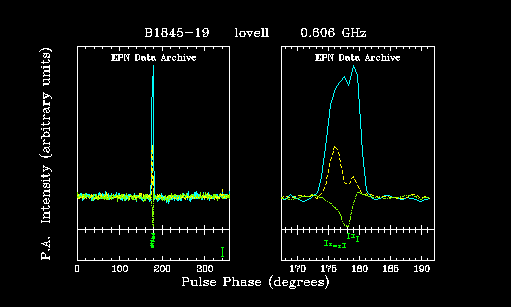 B1845-19 lovell 0.606 GHz
EPN Data Archive
EPN Data Archive
P.A. Intensity (arbitrary units)
0 100 200 300
170 175 180 185 190
Pulse Phase (degrees)